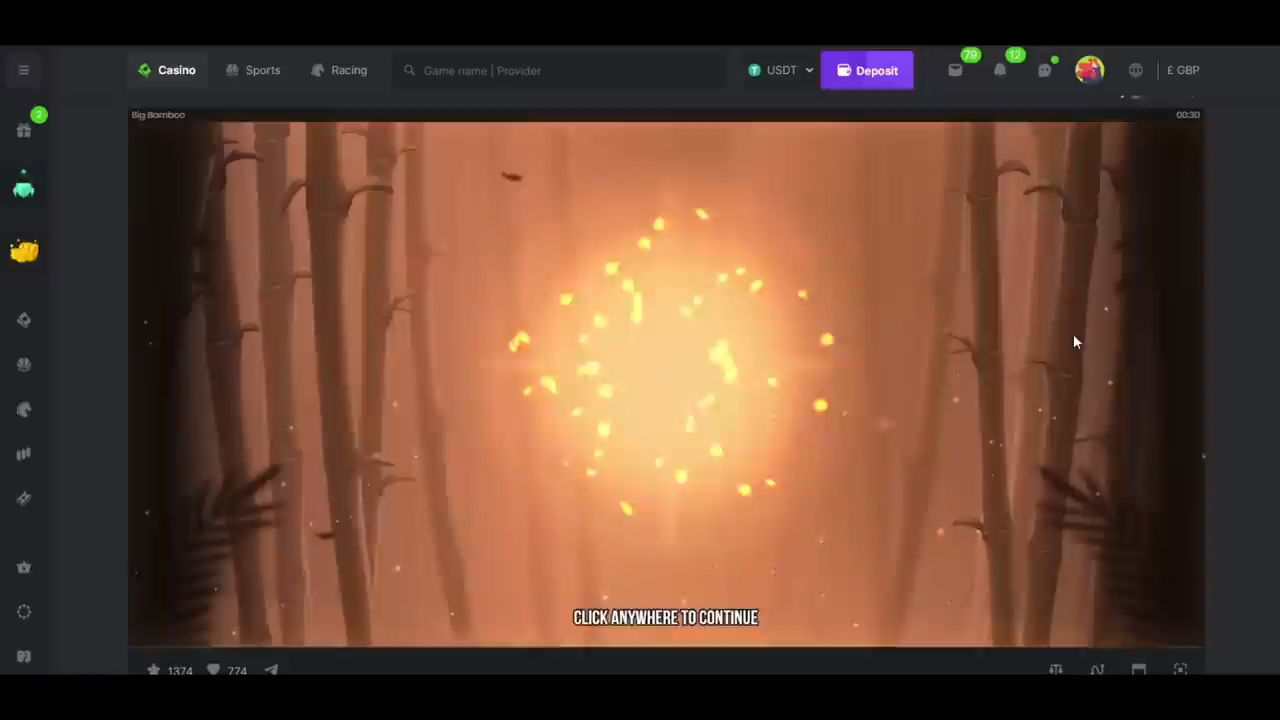 79
12
Casino
Sports
Racing
Game name | Provider
USDT
Deposit
£ GBP
2
Big Bamboo
00:30
CLICK ANYWHERE TO CONTINUE
1374
774